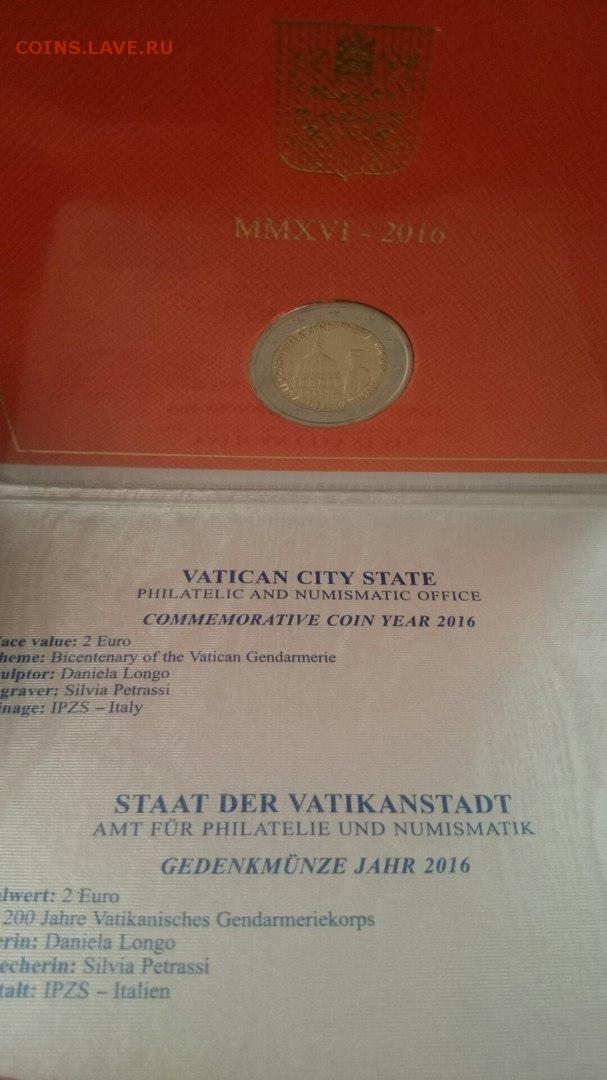 COINS.LAVE.RU
MMXVI - 2016
VATICAN CITY STATE
PHILATELIC AND NUMISMATIC OFFICE
COMMEMORATIVE COIN YEAR 2016
ace value: 2 Euro
heme: Bicentenary of the Vatican Gendarmerie
ulptor: Daniela Longo
graver: Silvia Petrassi
inage: IPZS – Italy
STAAT DER VATIKANSTADT
AMT FÜR PHILATELIE UND NUMISMATIK
GEDENKMÜNZE JAHR 2016
lwert: 2 Euro
200 Jahre Vatikanisches Gendarmeriekorps
erin: Daniela Longo
echerin: Silvia Petrassi
talt: IPZS – Italien